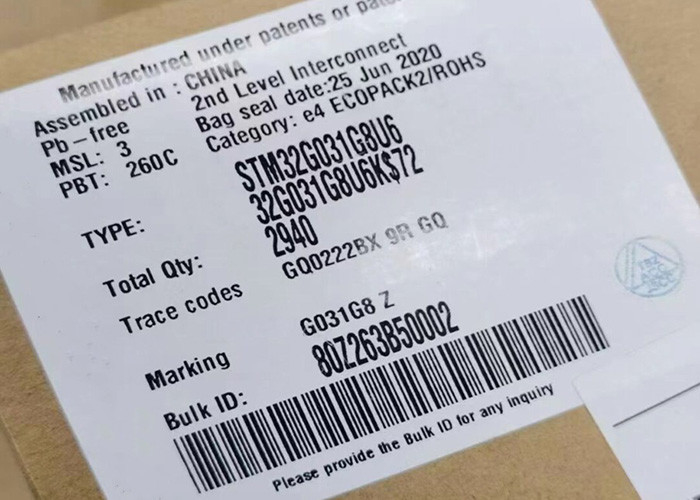 Manufactured under patents or
Assembled in : CHINA
Pb-free 2nd Level Interconnect
MSL: 3 Bag seal date:25 Jun 2020
PBT: 260C Category: e4 ECOPACK2/ROHS
TYPE: STM32G031G8U6
32G031G8U6K$72
Total Qty: 2940
Trace codes GQ0222BX 9R GQ
Marking G031G8 Z
Bulk ID: 80Z263B50002
Please provide the Bulk ID for any inquiry